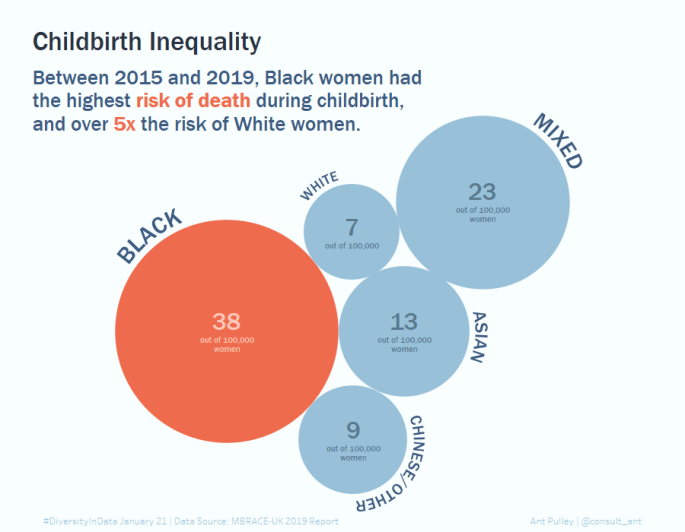 Childbirth Inequality
Between 2015 and 2019, Black women had
the highest risk of death during childbirth,
and over 5x the risk of White women.
MIXED
23
out of 100,000
women
WHITE
7
out of 100,000
BLACK
38
out of 100,000
women
13
out of 100,000
women
ASIAN
9
out of 100,000
women
CHINESE/OTHER
#DiversityInData January 21 | Data Source: MBRACE-UK 2019 Report
Ant Pulley | @consult_ant